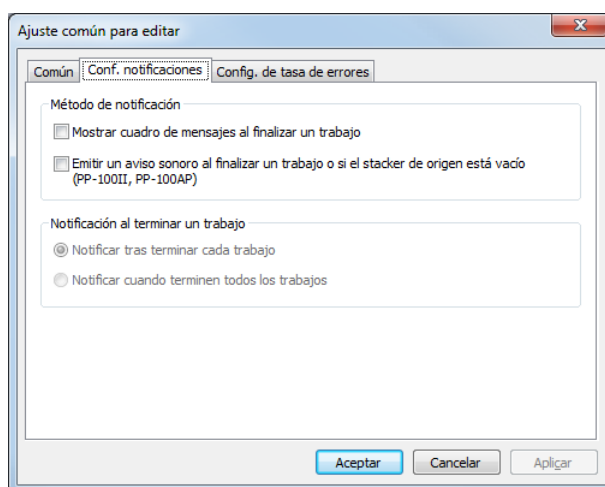 Ajuste común para editar
Común
Conf. notificaciones
Config. de tasa de errores
Método de notificación
Mostrar cuadro de mensajes al finalizar un trabajo
Emitir un aviso sonoro al finalizar un trabajo o si el stacker de origen está vacío
(PP-100II, PP-100AP)
Notificación al terminar un trabajo
Notificar tras terminar cada trabajo
Notificar cuando terminen todos los trabajos
Aceptar
Cancelar
Aplicar